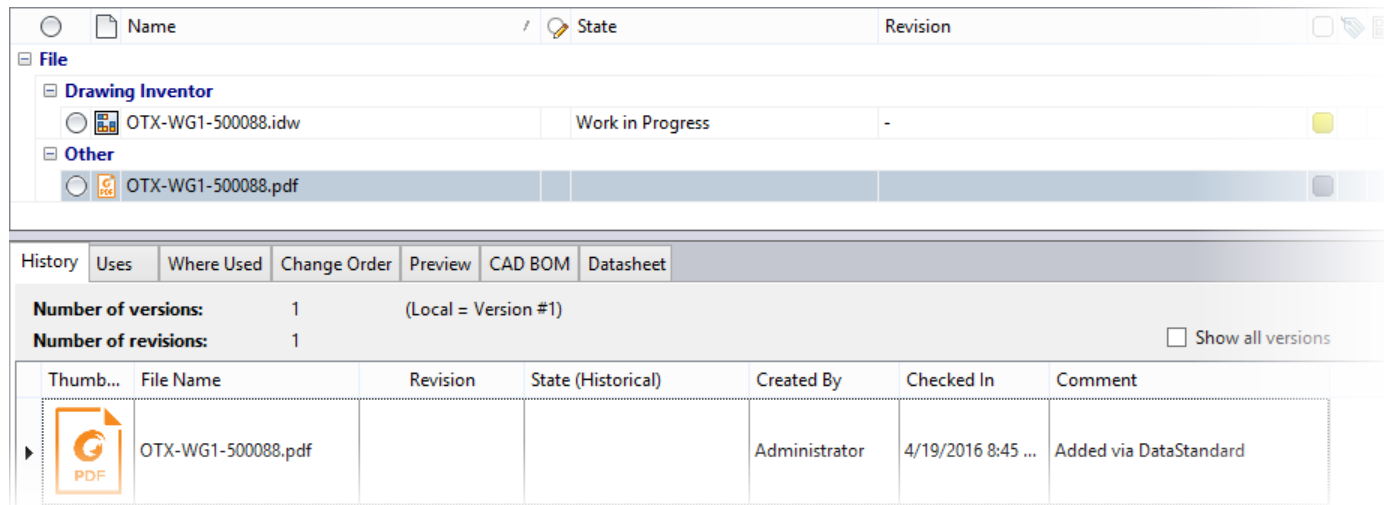 Name / State Revision
File
Drawing Inventor
OTX-WG1-500088.idw Work in Progress -
Other
PDF OTX-WG1-500088.pdf
History Uses Where Used Change Order Preview CAD BOM Datasheet
Number of versions: 1 (Local = Version #1)
Number of revisions: 1 Show all versions
Thumb... File Name Revision State (Historical) Created By Checked In Comment
PDF OTX-WG1-500088.pdf Administrator 4/19/2016 8:45 ... Added via DataStandard